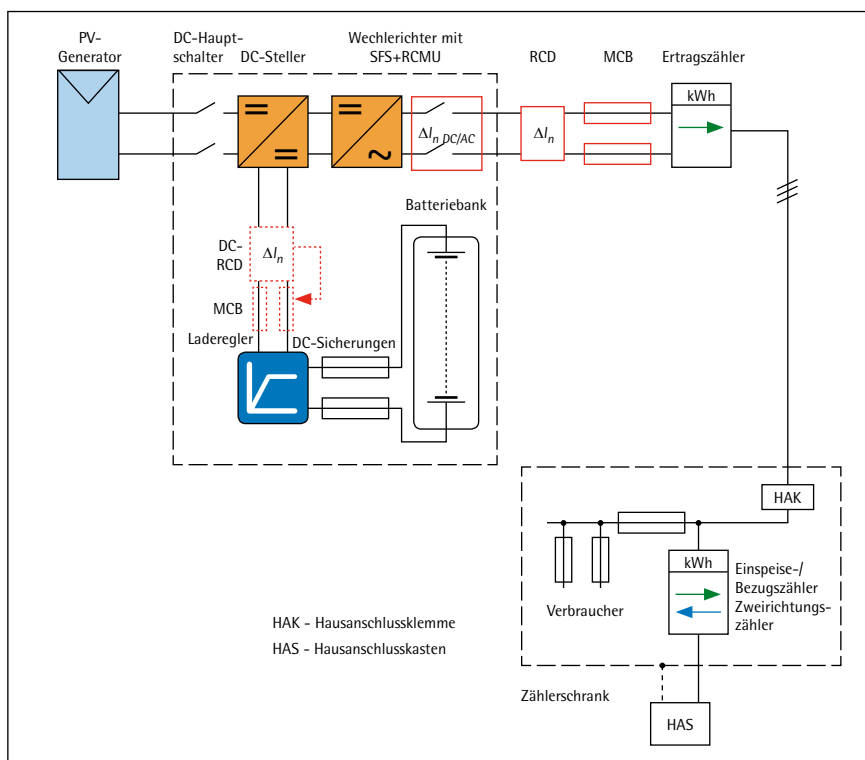 PV-
Generator
DC-Haupt-
schalter
DC-Steller
Wechlerichter mit
SFS+RCMU
RCD
MCB
Ertragszähler
kWh
ΔIn DC/AC
ΔIn
Batteriebank
DC-
RCD
ΔIn
MCB
Laderegler
DC-Sicherungen
HAK
kWh
Einspeise-/
Bezugszähler
Zweirichtungs-
zähler
Verbraucher
HAK - Hausanschlussklemme
HAS - Hausanschlusskasten
Zählerschrank
HAS